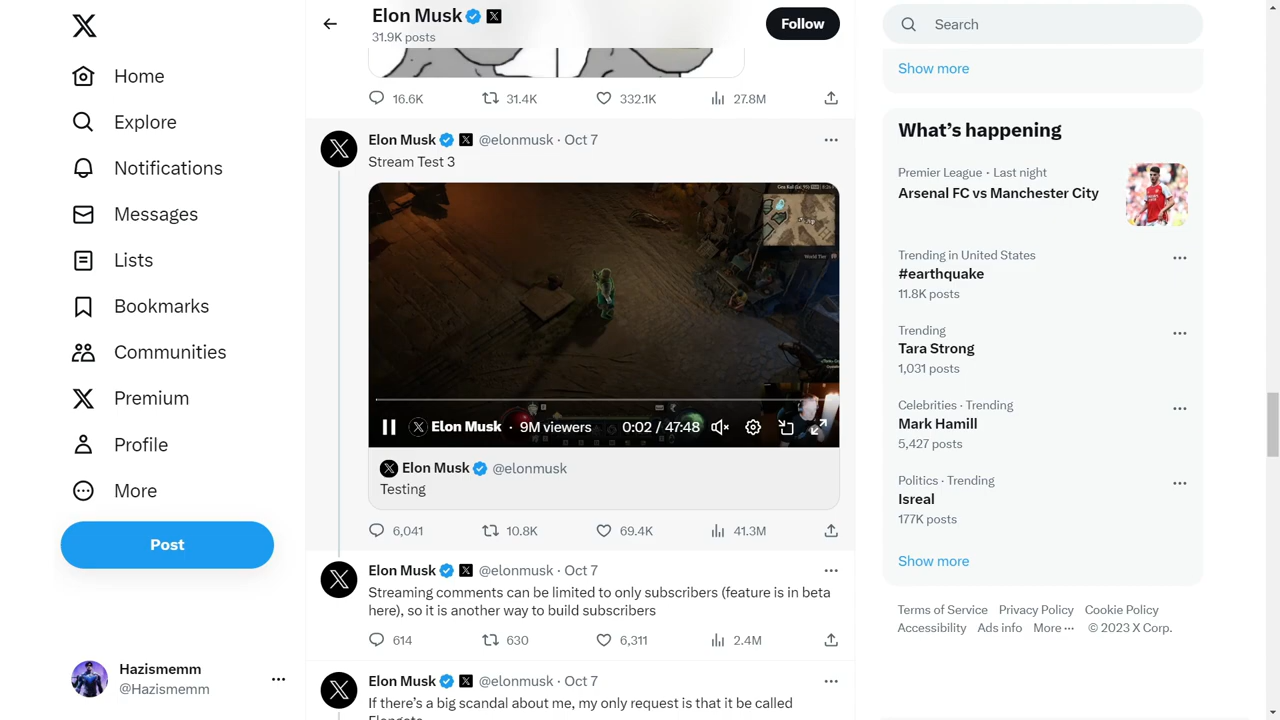 Home
Explore
Notifications
Messages
Lists
Bookmarks
Communities
Premium
Profile
More
Post
Hazismemm
@Hazismemm
Elon Musk
31.9K posts
Follow
16.6K 31.4K 332.1K 27.8M
Elon Musk @elonmusk · Oct 7
Stream Test 3
World Tier
Elon Musk · 9M viewers 0:02 / 47:48
Elon Musk @elonmusk
Testing
6,041 10.8K 69.4K 41.3M
Elon Musk @elonmusk · Oct 7
Streaming comments can be limited to only subscribers (feature is in beta
here), so it is another way to build subscribers
614 630 6,311 2.4M
Elon Musk @elonmusk · Oct 7
If there's a big scandal about me, my only request is that it be called
Search
Show more
What's happening
Premier League · Last night
Arsenal FC vs Manchester City
Trending in United States
#earthquake
11.8K posts
Trending
Tara Strong
1,031 posts
Celebrities · Trending
Mark Hamill
5,427 posts
Politics · Trending
Isreal
177K posts
Show more
Terms of Service Privacy Policy Cookie Policy
Accessibility Ads info More ··· © 2023 X Corp.